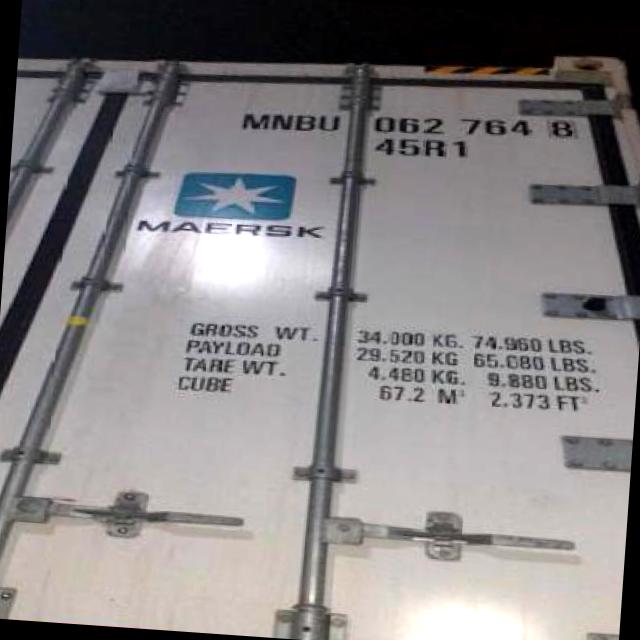 MNBU 062 764 8
45R1
MAERSK
GROSS WT. 34.000 KG. 74.960 LBS.
PAYLOAD 29.520 KG 65.080 LBS.
TARE WT. 4.480 KG. 9.880 LBS.
CUBE 67.2 M³ 2.373 FT³